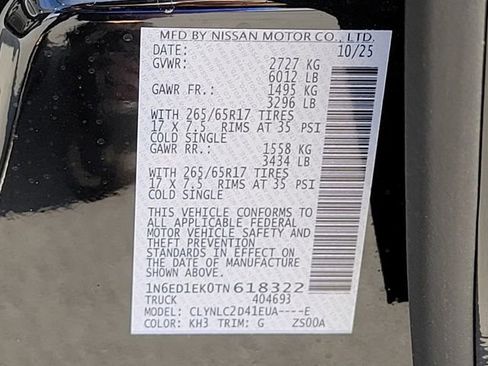 MFD BY NISSAN MOTOR CO., LTD.
DATE: 10/25
GVWR: 2727 KG
6012 LB
GAWR FR.: 1495 KG
3296 LB
WITH 265/65R17 TIRES
17 X 7.5 RIMS AT 35 PSI
COLD SINGLE
GAWR RR.: 1558 KG
3434 LB
WITH 265/65R17 TIRES
17 X 7.5 RIMS AT 35 PSI
COLD SINGLE
THIS VEHICLE CONFORMS TO
ALL APPLICABLE FEDERAL
MOTOR VEHICLE SAFETY AND
THEFT PREVENTION
STANDARDS IN EFFECT ON
THE DATE OF MANUFACTURE
SHOWN ABOVE.
1N6ED1EK0TN618322
TRUCK 404693
MODEL: CLYNLC2D41EUA----E
COLOR: KH3 TRIM: G ZS00A